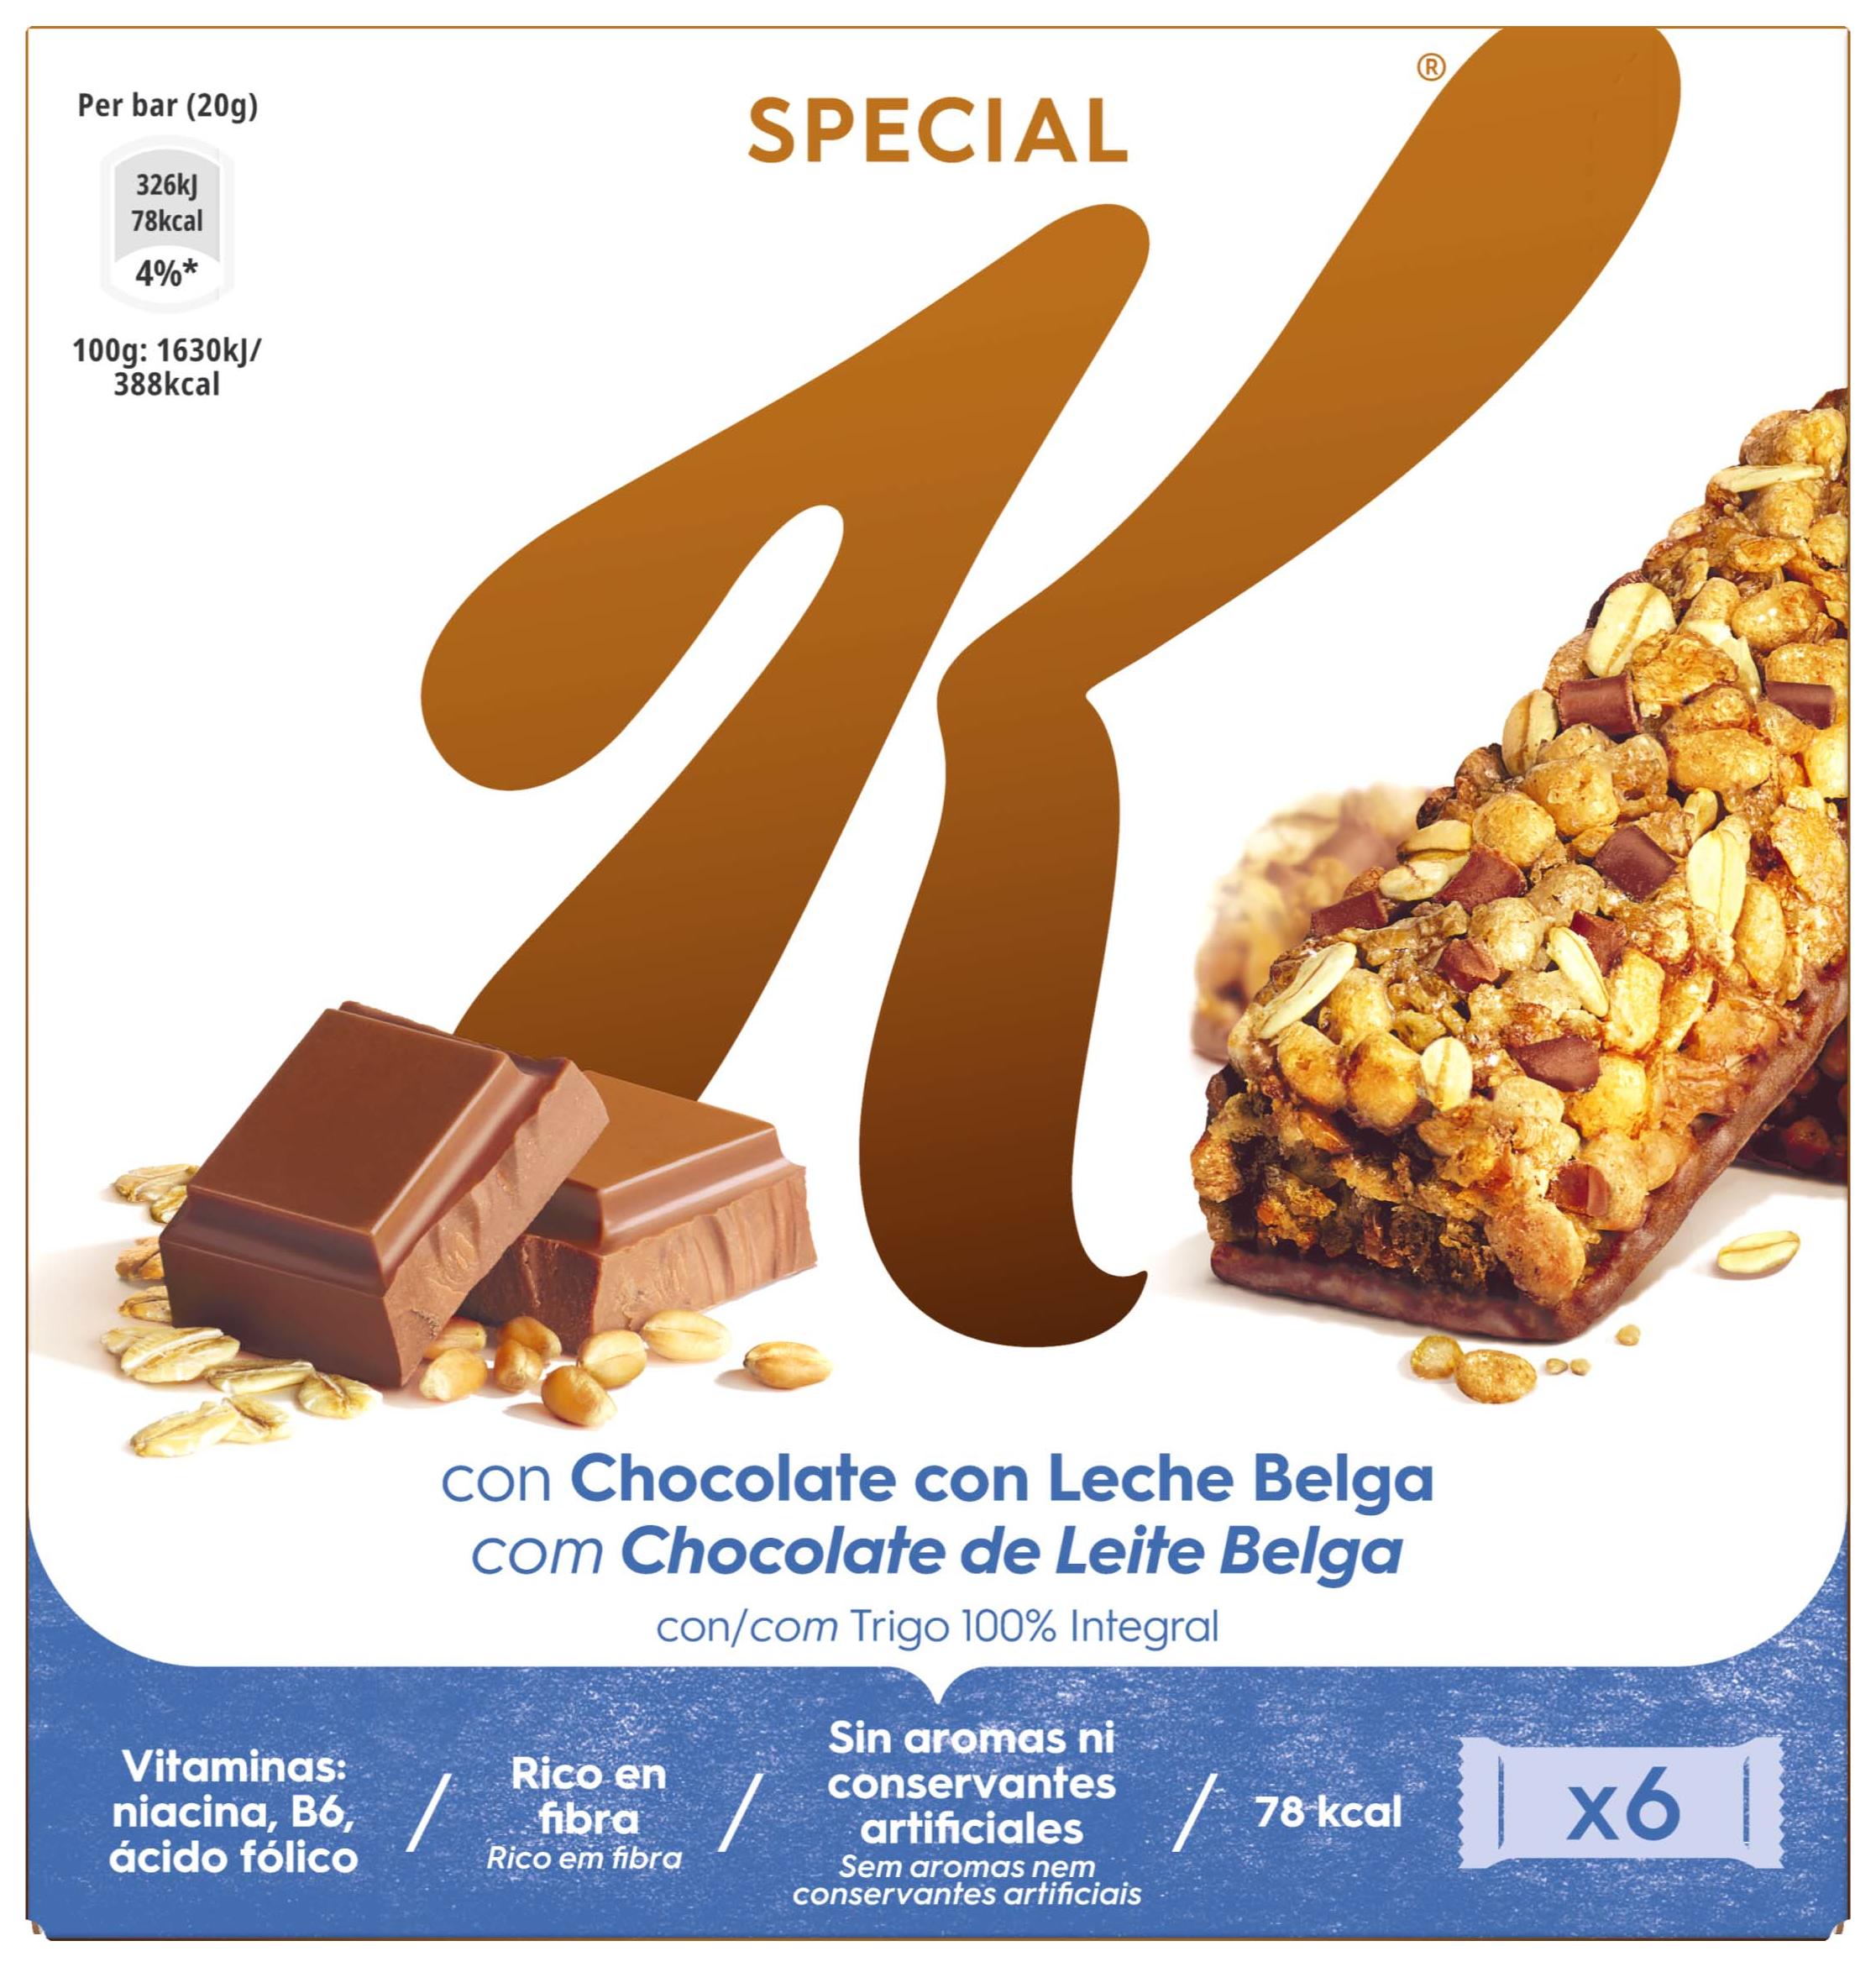 Per bar (20g)
326kJ
78kcal
4%*
100g: 1630kJ/
388kcal
SPECIAL
®
K
con Chocolate con Leche Belga
com Chocolate de Leite Belga
con/com Trigo 100% Integral
Vitaminas:
niacina, B6,
ácido fólico
/
Rico en
fibra
Rico em fibra
/
Sin aromas ni
conservantes
artificiales
Sem aromas nem
conservantes artificiais
/
78 kcal
x6